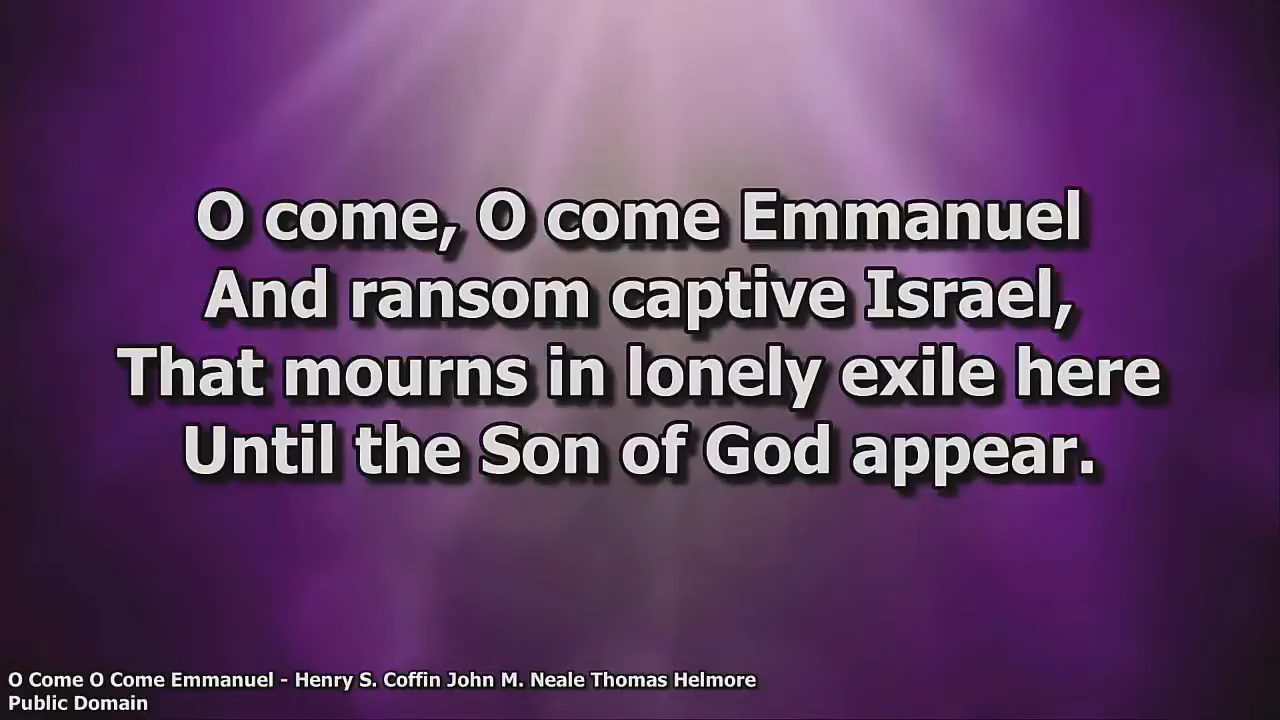 O come, O come Emmanuel
And ransom captive Israel,
That mourns in lonely exile here
Until the Son of God appear.
O Come O Come Emmanuel - Henry S. Coffin John M. Neale Thomas Helmore
Public Domain